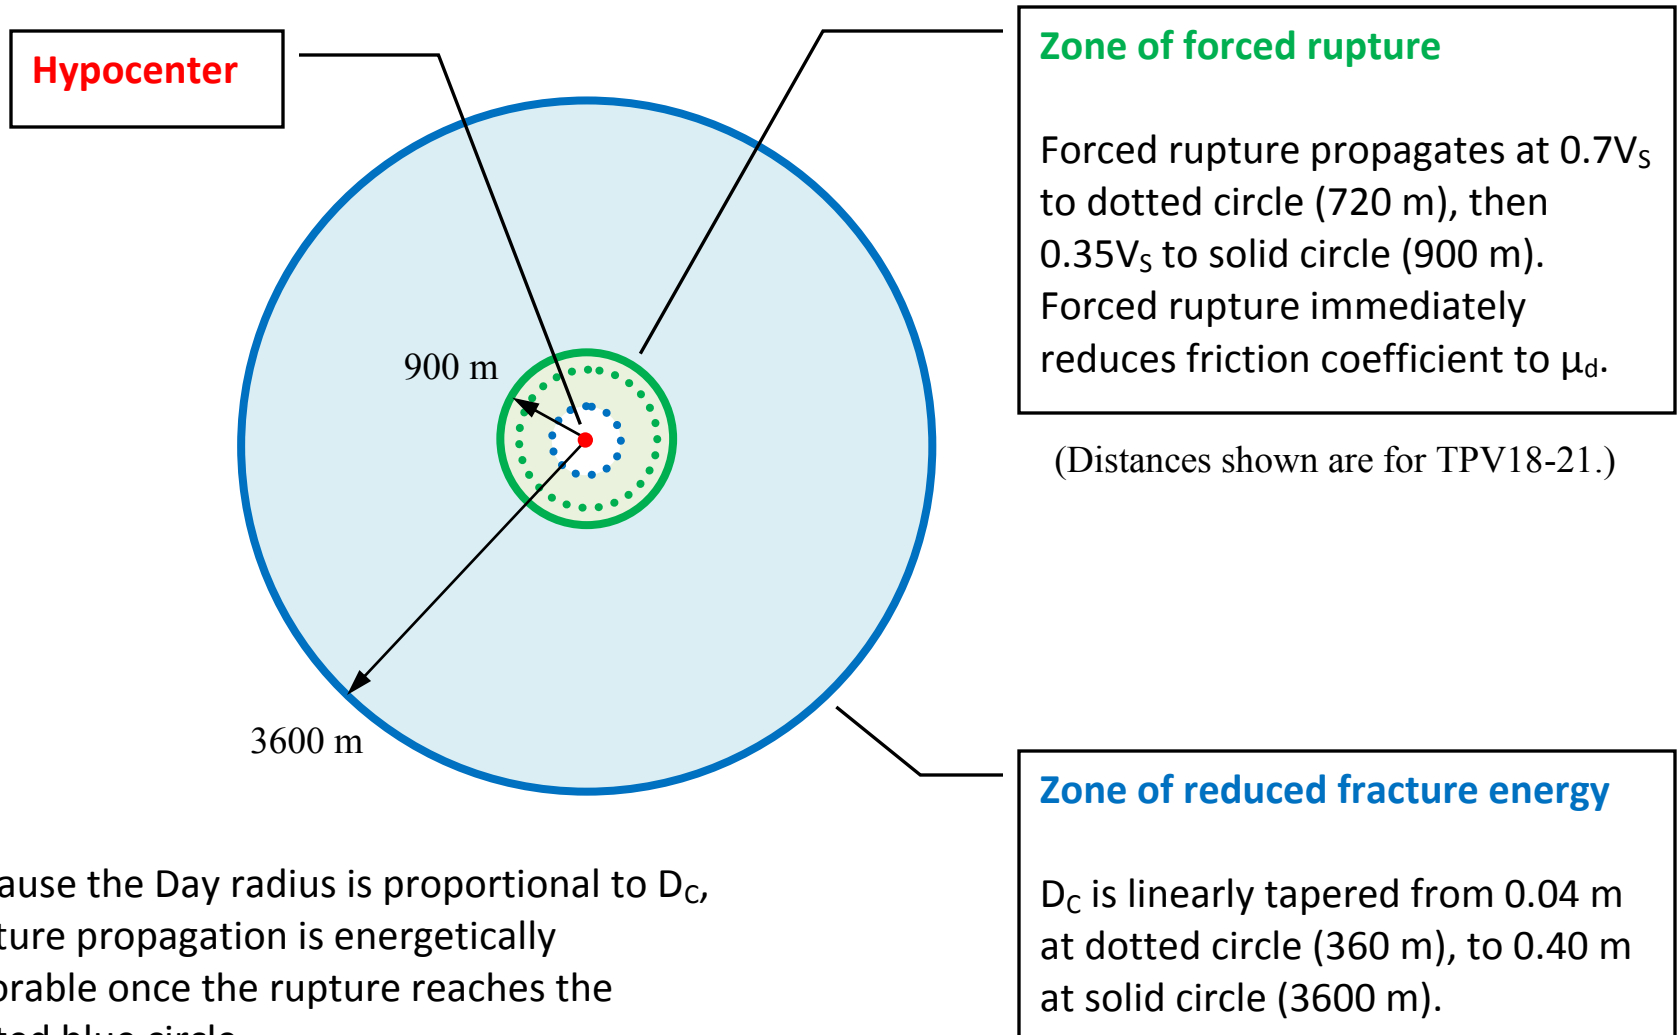 Hypocenter
Zone of forced rupture
Forced rupture propagates at 0.7VS
to dotted circle (720 m), then
0.35VS to solid circle (900 m).
Forced rupture immediately
reduces friction coefficient to μd.
(Distances shown are for TPV18-21.)
900 m
3600 m
Zone of reduced fracture energy
DC is linearly tapered from 0.04 m
at dotted circle (360 m), to 0.40 m
at solid circle (3600 m).
ause the Day radius is proportional to DC,
ture propagation is energetically
orable once the rupture reaches the
ted blue circle